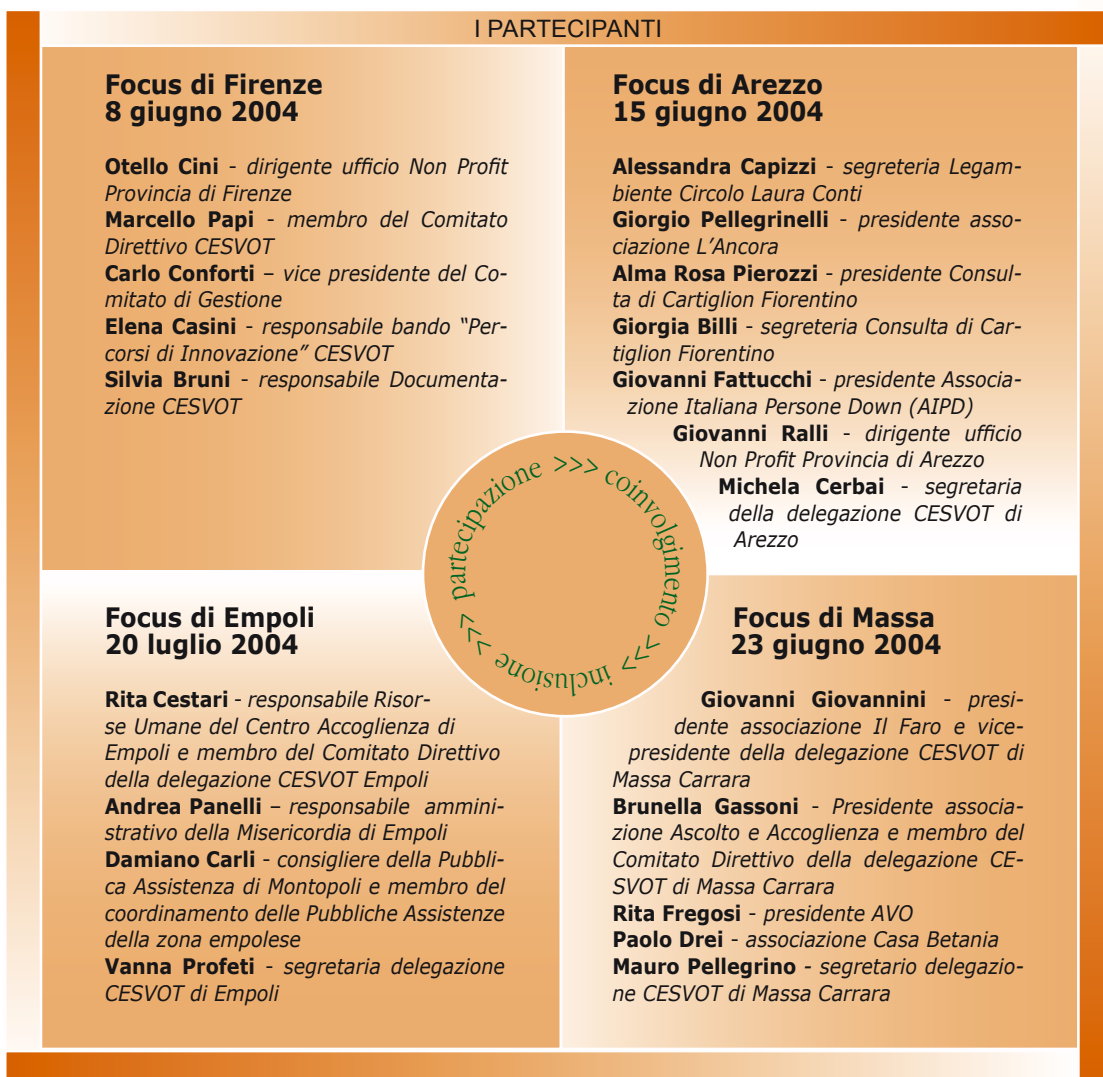 I PARTECIPANTI
Focus di Firenze
8 giugno 2004
Otello Cini - dirigente ufficio Non Profit
Provincia di Firenze
Marcello Papi - membro del Comitato
Direttivo CESVOT
Carlo Conforti – vice presidente del Co-
mitato di Gestione
Elena Casini - responsabile bando “Per-
corsi di Innovazione” CESVOT
Silvia Bruni - responsabile Documenta-
zione CESVOT
Focus di Arezzo
15 giugno 2004
Alessandra Capizzi - segreteria Legam-
biente Circolo Laura Conti
Giorgio Pellegrinelli - presidente asso-
ciazione L’Ancora
Alma Rosa Pierozzi - presidente Consul-
ta di Cartiglion Fiorentino
Giorgia Billi - segreteria Consulta di Car-
tiglion Fiorentino
Giovanni Fattucchi - presidente Associa-
zione Italiana Persone Down (AIPD)
Giovanni Ralli - dirigente ufficio
Non Profit Provincia di Arezzo
Michela Cerbai - segretaria
della delegazione CESVOT di
Arezzo
partecipazione >>> coinvolgimento >>> inclusione >>>
Focus di Empoli
20 luglio 2004
Rita Cestari - responsabile Risor-
se Umane del Centro Accoglienza di
Empoli e membro del Comitato Direttivo
della delegazione CESVOT Empoli
Andrea Panelli – responsabile ammini-
strativo della Misericordia di Empoli
Damiano Carli - consigliere della Pubbli-
ca Assistenza di Montopoli e membro del
coordinamento delle Pubbliche Assistenze
della zona empolese
Vanna Profeti - segretaria delegazione
CESVOT di Empoli
Focus di Massa
23 giugno 2004
Giovanni Giovannini - presi-
dente associazione Il Faro e vice-
presidente della delegazione CESVOT di
Massa Carrara
Brunella Gassoni - Presidente associa-
zione Ascolto e Accoglienza e membro del
Comitato Direttivo della delegazione CE-
SVOT di Massa Carrara
Rita Fregosi - presidente AVO
Paolo Drei - associazione Casa Betania
Mauro Pellegrino - segretario delegazio-
ne CESVOT di Massa Carrara